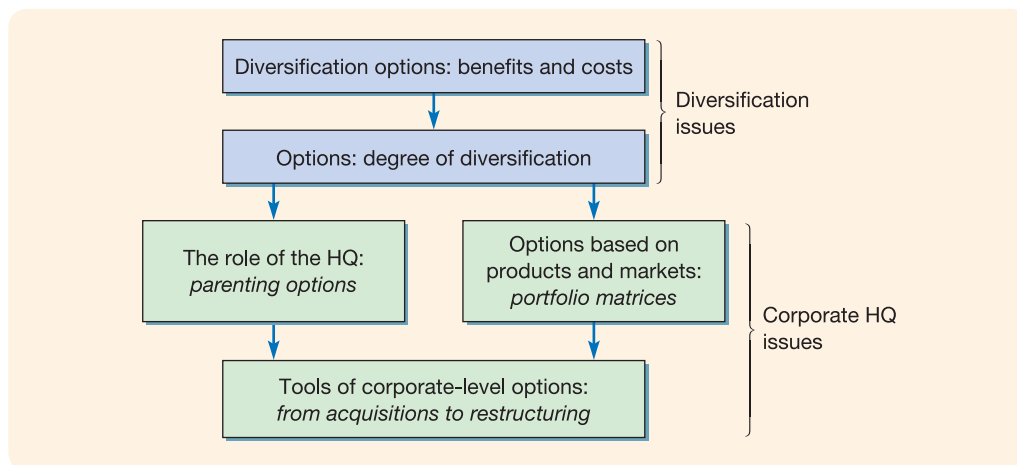 Diversification options: benefits and costs
Diversification
issues
Options: degree of diversification
The role of the HQ:
parenting options
Options based on
products and markets:
portfolio matrices
Corporate HQ
issues
Tools of corporate-level options:
from acquisitions to restructuring